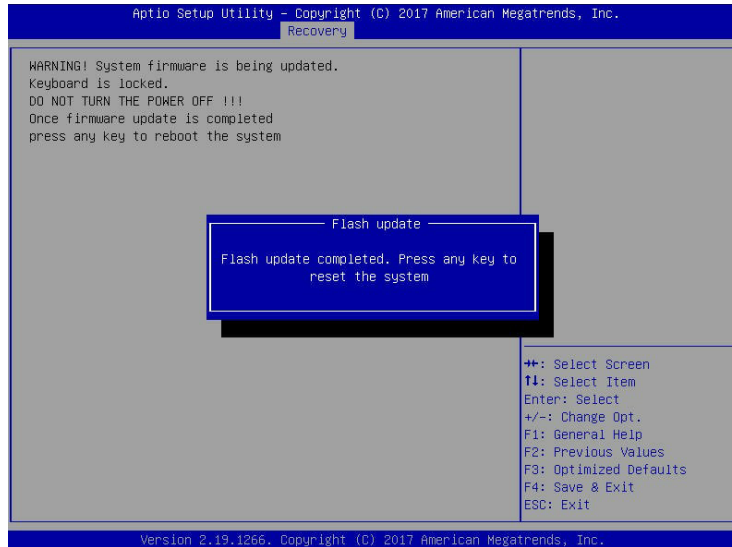 Aptio Setup Utility – Copyright (C) 2017 American Megatrends, Inc.
Recovery
WARNING! System firmware is being updated.
Keyboard is locked.
DO NOT TURN THE POWER OFF !!!
Once firmware update is completed
press any key to reboot the system
Flash update
Flash update completed. Press any key to
reset the system
→←: Select Screen
↑↓: Select Item
Enter: Select
+/-: Change Opt.
F1: General Help
F2: Previous Values
F3: Optimized Defaults
F4: Save & Exit
ESC: Exit
Version 2.19.1266. Copyright (C) 2017 American Megatrends, Inc.